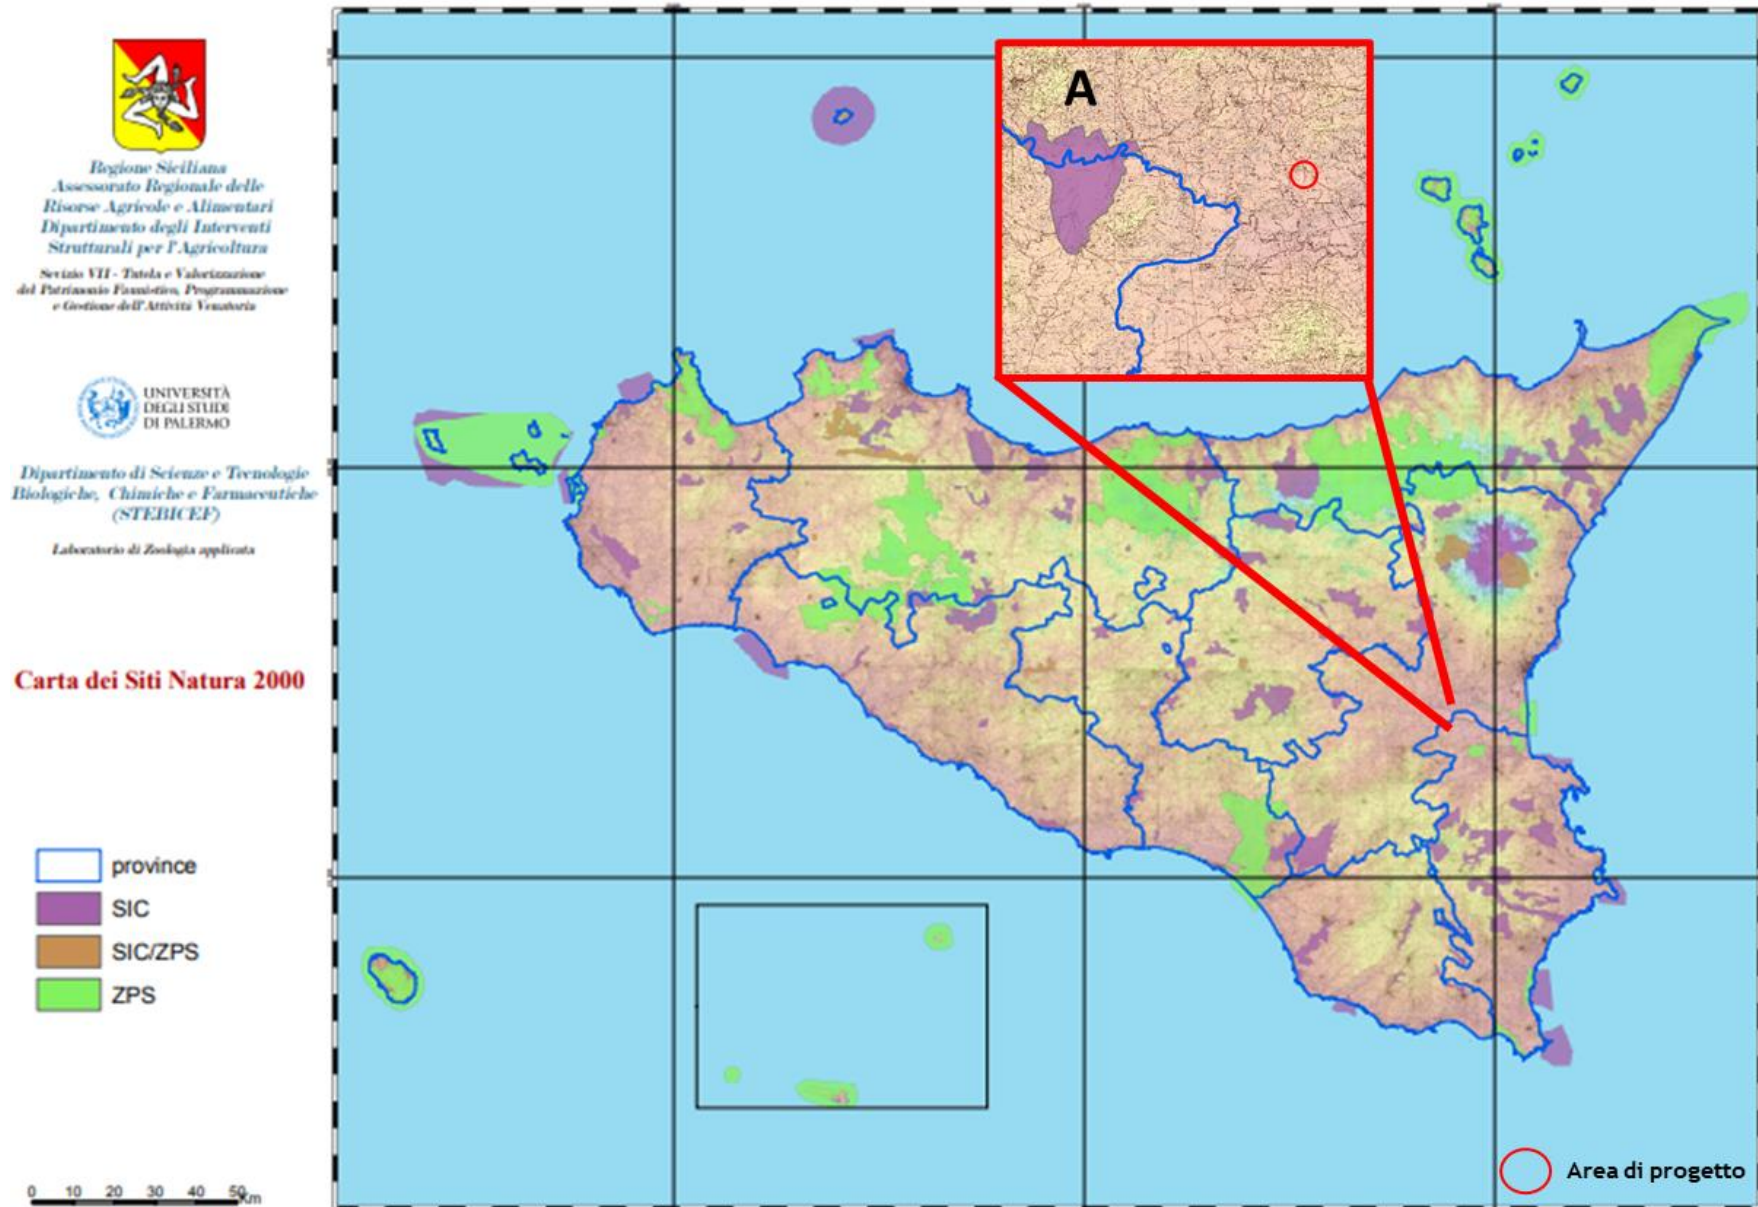 Regione Siciliana
Assessorato Regionale delle
Risorse Agricole e Alimentari
Dipartimento degli Interventi
Strutturali per l'Agricoltura
Sevizio VII - Tutela e Valorizzazione
del Patrimonio Faunistico, Programmazione
e Gestione dell'Attività Venatoria
UNIVERSITÀ
DEGLI STUDI
DI PALERMO
Dipartimento di Scienze e Tecnologie
Biologiche, Chimiche e Farmaceutiche
(STEBICEF)
Laboratorio di Zoologia applicata
Carta dei Siti Natura 2000
province
SIC
SIC/ZPS
ZPS
0 10 20 30 40 50 Km
A
Area di progetto